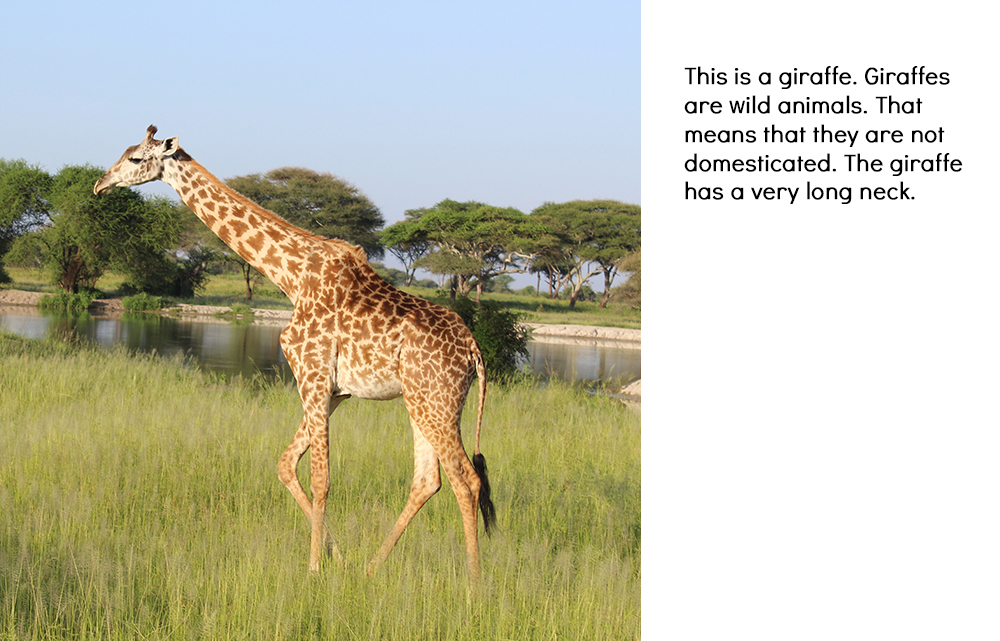 This is a giraffe. Giraffes
are wild animals. That
means that they are not
domesticated. The giraffe
has a very long neck.